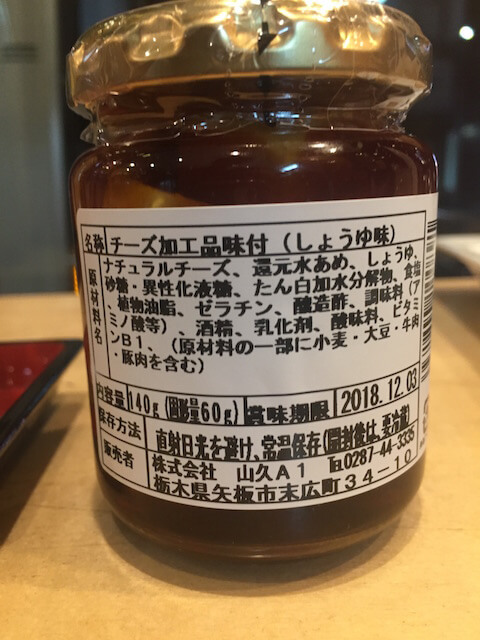 名称 チーズ加工品味付（しょうゆ味）
原材料名 ナチュラルチーズ、還元水あめ、しょうゆ、
砂糖・異性化液糖、たん白加水分解物、食塩
植物油脂、ゼラチン、醸造酢、調味料（ア
ミノ酸等）、酒精、乳化剤、酸味料、ビタミ
ンB1、（原材料の一部に小麦・大豆・牛肉
・豚肉を含む）
内容量 140g（固形量60g） 賞味期限 2018.12.03
保存方法 直射日光を避け、常温保存（開封後は、要冷蔵）
販売者 株式会社 山久A1 Tel.0287-44-3335
栃木県矢板市末広町34-10